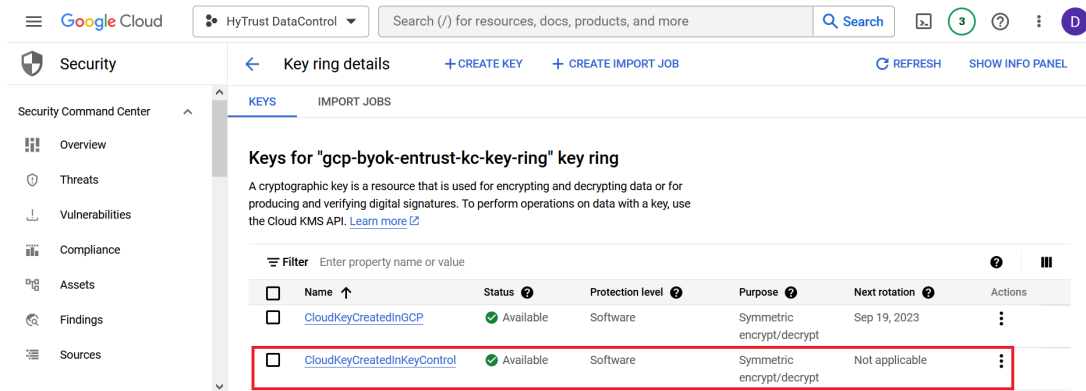 Google Cloud
HyTrust DataControl
Search (/) for resources, docs, products, and more
Search
3
D
Security
Key ring details
CREATE KEY
CREATE IMPORT JOB
REFRESH
SHOW INFO PANEL
KEYS
IMPORT JOBS
Security Command Center
Overview
Threats
Vulnerabilities
Compliance
Assets
Findings
Sources
Keys for "gcp-byok-entrust-kc-key-ring" key ring
A cryptographic key is a resource that is used for encrypting and decrypting data or for
producing and verifying digital signatures. To perform operations on data with a key, use
the Cloud KMS API. Learn more
Filter Enter property name or value
Name Status Protection level Purpose Next rotation Actions
CloudKeyCreatedInGCP Available Software Symmetric Sep 19, 2023
encrypt/decrypt
CloudKeyCreatedInKeyControl Available Software Symmetric Not applicable
encrypt/decrypt